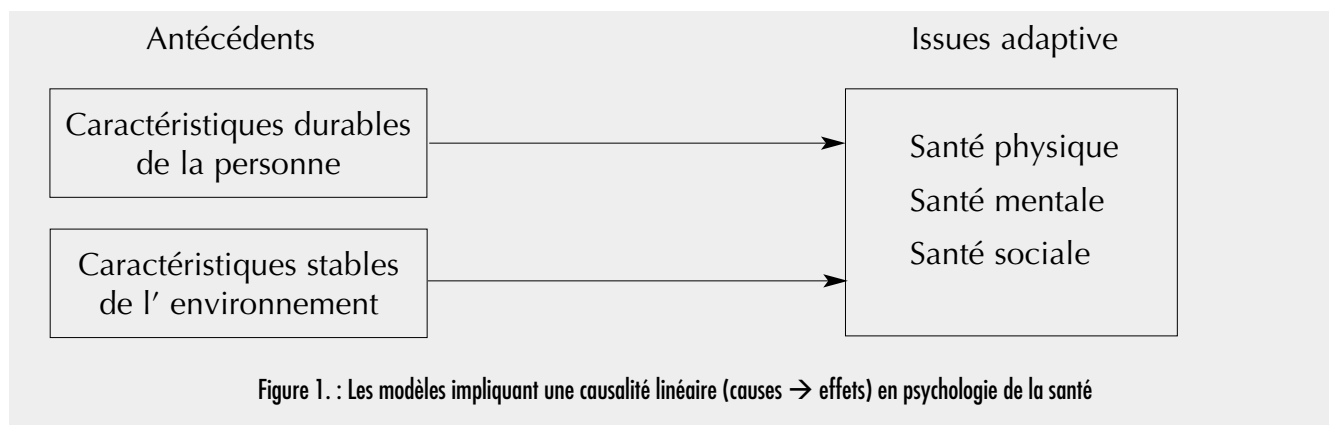 Antécédents
Issues adaptive
Caractéristiques durables
de la personne
Caractéristiques stables
de l’ environnement
Santé physique
Santé mentale
Santé sociale
Figure 1. : Les modèles impliquant une causalité linéaire (causes → effets) en psychologie de la santé